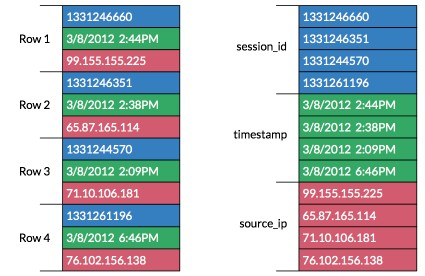 Row 1
1331246660
3/8/2012 2:44PM
99.155.155.225
Row 2
1331246351
3/8/2012 2:38PM
65.87.165.114
Row 3
1331244570
3/8/2012 2:09PM
71.10.106.181
Row 4
1331261196
3/8/2012 6:46PM
76.102.156.138
session_id
1331246660
1331246351
1331244570
1331261196
timestamp
3/8/2012 2:44PM
3/8/2012 2:38PM
3/8/2012 2:09PM
3/8/2012 6:46PM
source_ip
99.155.155.225
65.87.165.114
71.10.106.181
76.102.156.138